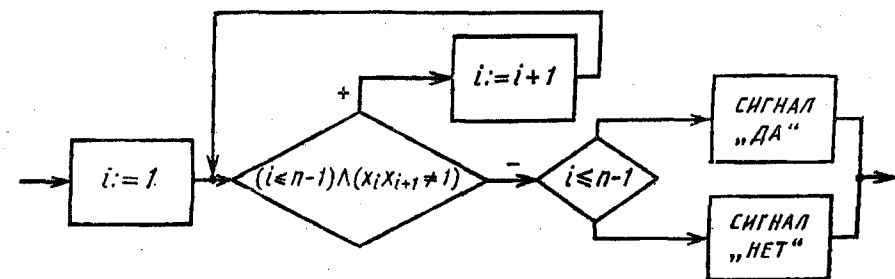 i:=i+1
+
СИГНАЛ
„ДА“
i:=1
(i≤n-1)∧(x_i x_{i+1}≠1)
-
i≤n-1
СИГНАЛ
„НЕТ“